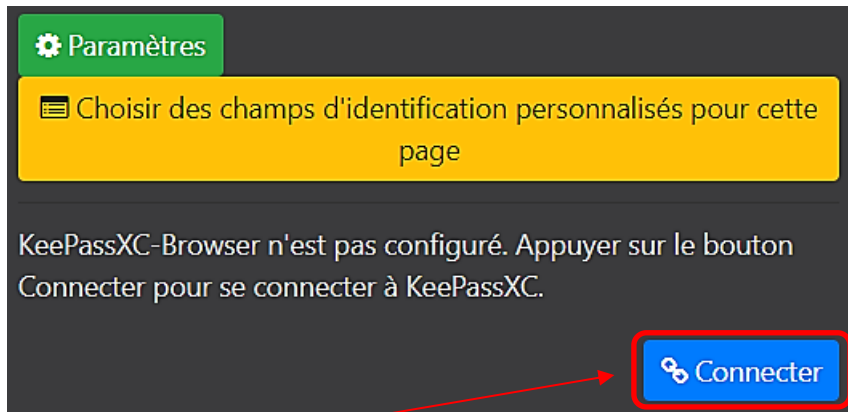 Paramètres
Choisir des champs d'identification personnalisés pour cette
page
KeePassXC-Browser n'est pas configuré. Appuyer sur le bouton
Connecter pour se connecter à KeePassXC.
Connecter